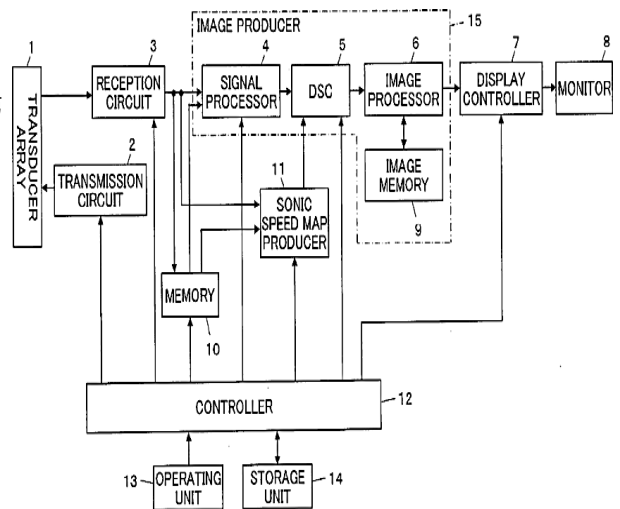 IMAGE PRODUCER
15
1
3
4
5
6
7
8
TRANSDUCER
ARRAY
RECEPTION
CIRCUIT
SIGNAL
PROCESSOR
DSC
IMAGE
PROCESSOR
DISPLAY
CONTROLLER
MONITOR
2
TRANSMISSION
CIRCUIT
11
SONIC
SPEED MAP
PRODUCER
IMAGE
MEMORY
9
MEMORY
10
CONTROLLER
12
13
OPERATING
UNIT
STORAGE
UNIT
14